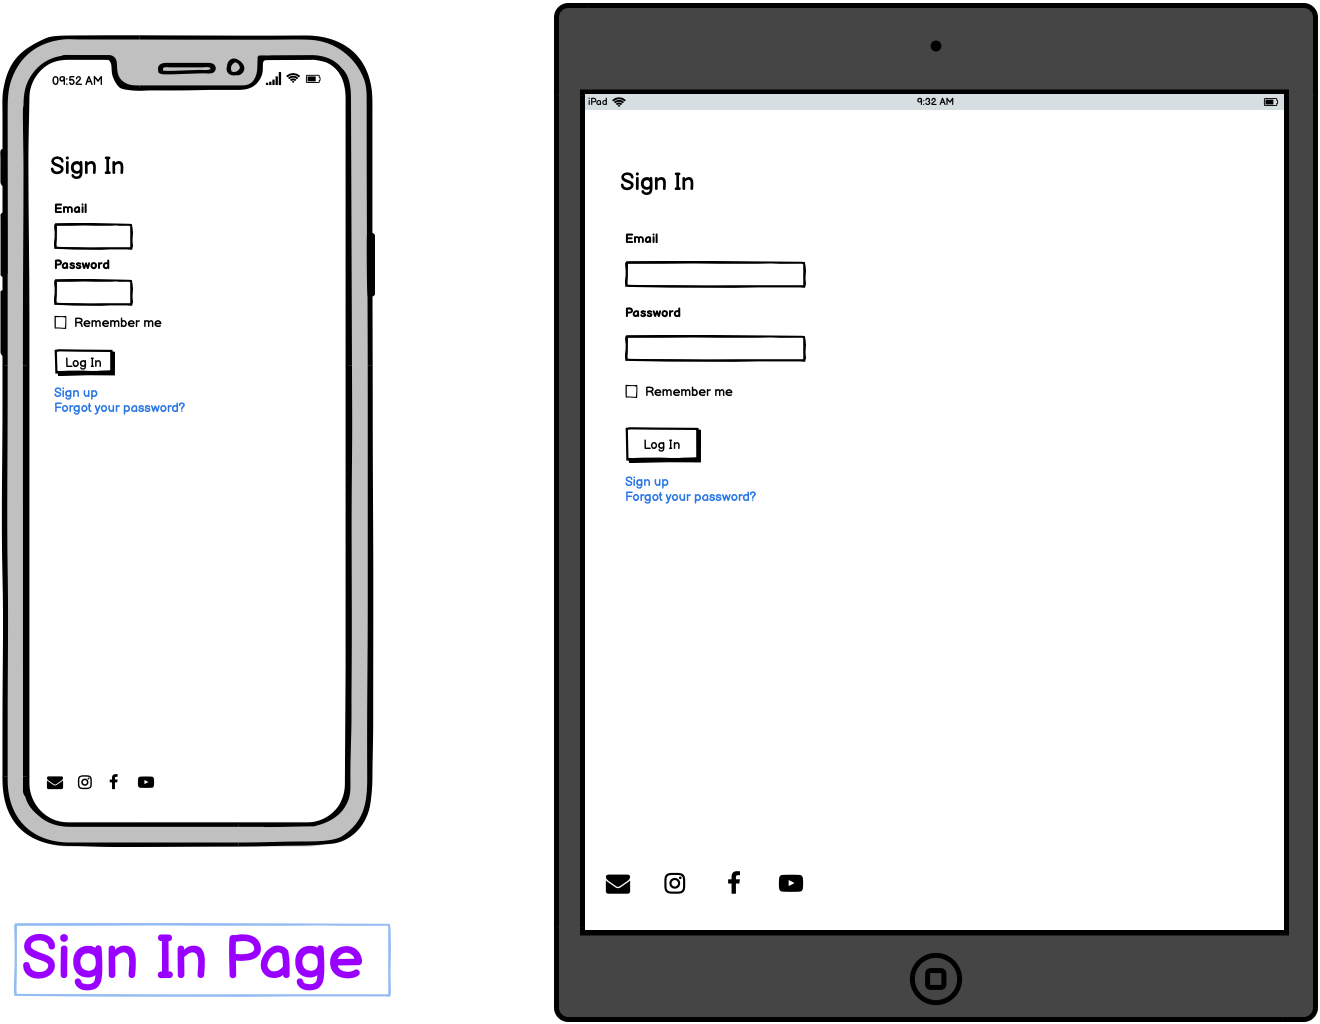 09:52 AM
Sign In
Email
Password
Remember me
Log In
Sign up
Forgot your password?
iPad
9:32 AM
Sign In
Email
Password
Remember me
Log In
Sign up
Forgot your password?
Sign In Page